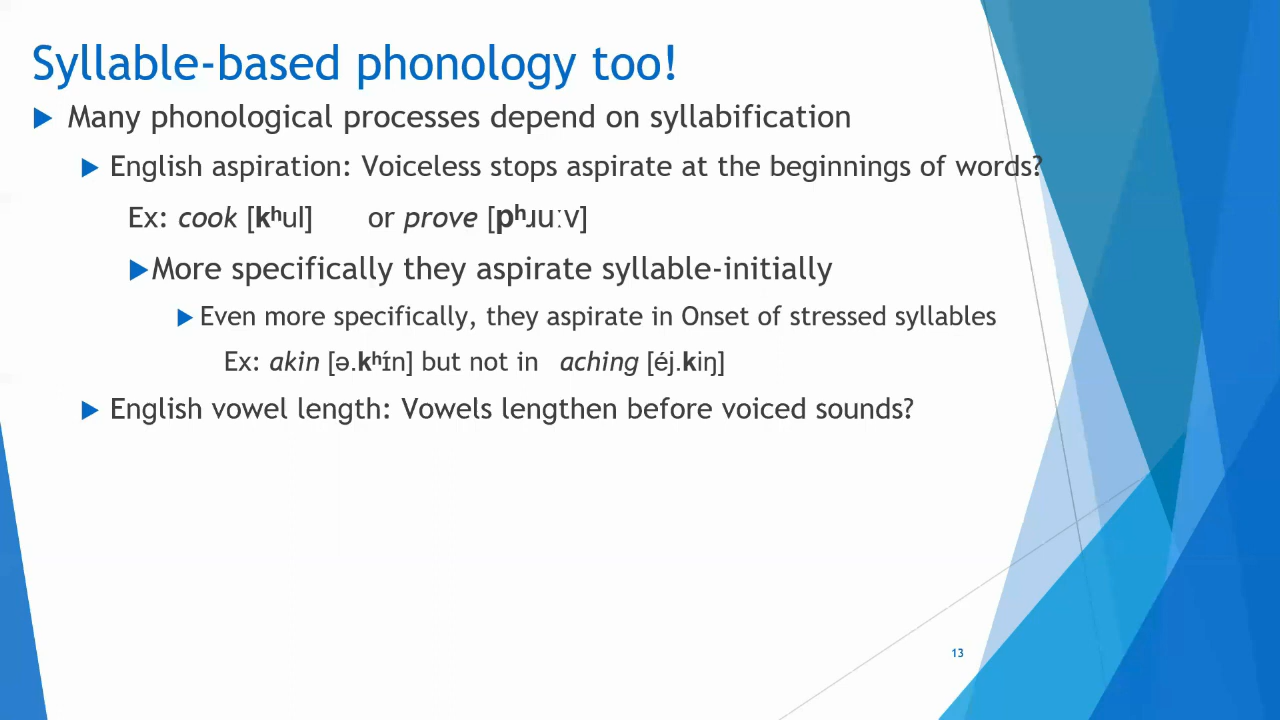 Syllable-based phonology too!
Many phonological processes depend on syllabification
English aspiration: Voiceless stops aspirate at the beginnings of words?
Ex: cook [kʰul] or prove [pʰɹuːv]
More specifically they aspirate syllable-initially
Even more specifically, they aspirate in Onset of stressed syllables
Ex: akin [ə.kʰɪ́n] but not in aching [éj.kiŋ]
English vowel length: Vowels lengthen before voiced sounds?
13